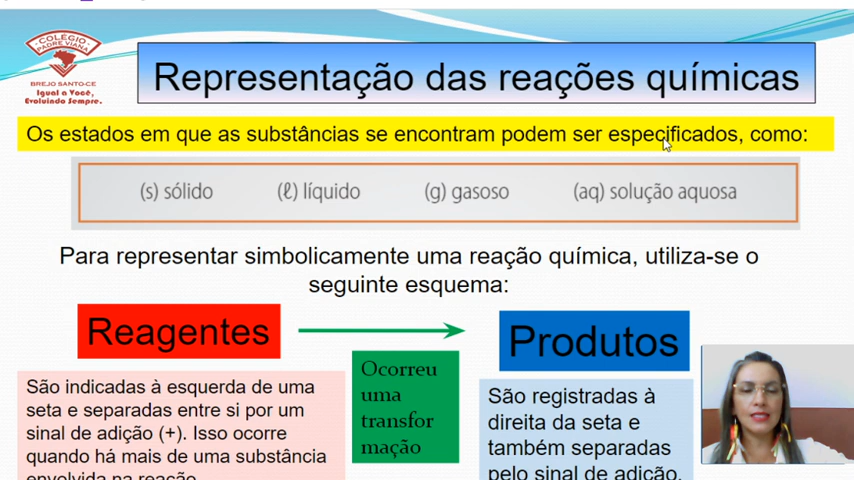 COLÉGIO
PADRE VIANA
BREJO SANTO-CE
Igual a Você,
Evoluindo Sempre.
Representação das reações químicas
Os estados em que as substâncias se encontram podem ser especificados, como:
(s) sólido (ℓ) líquido (g) gasoso (aq) solução aquosa
Para representar simbolicamente uma reação química, utiliza-se o
seguinte esquema:
Reagentes
Produtos
Ocorreu
uma
transfor
mação
São indicadas à esquerda de uma
seta e separadas entre si por um
sinal de adição (+). Isso ocorre
quando há mais de uma substância
envolvida na reação.
São registradas à
direita da seta e
também separadas
pelo sinal de adição.